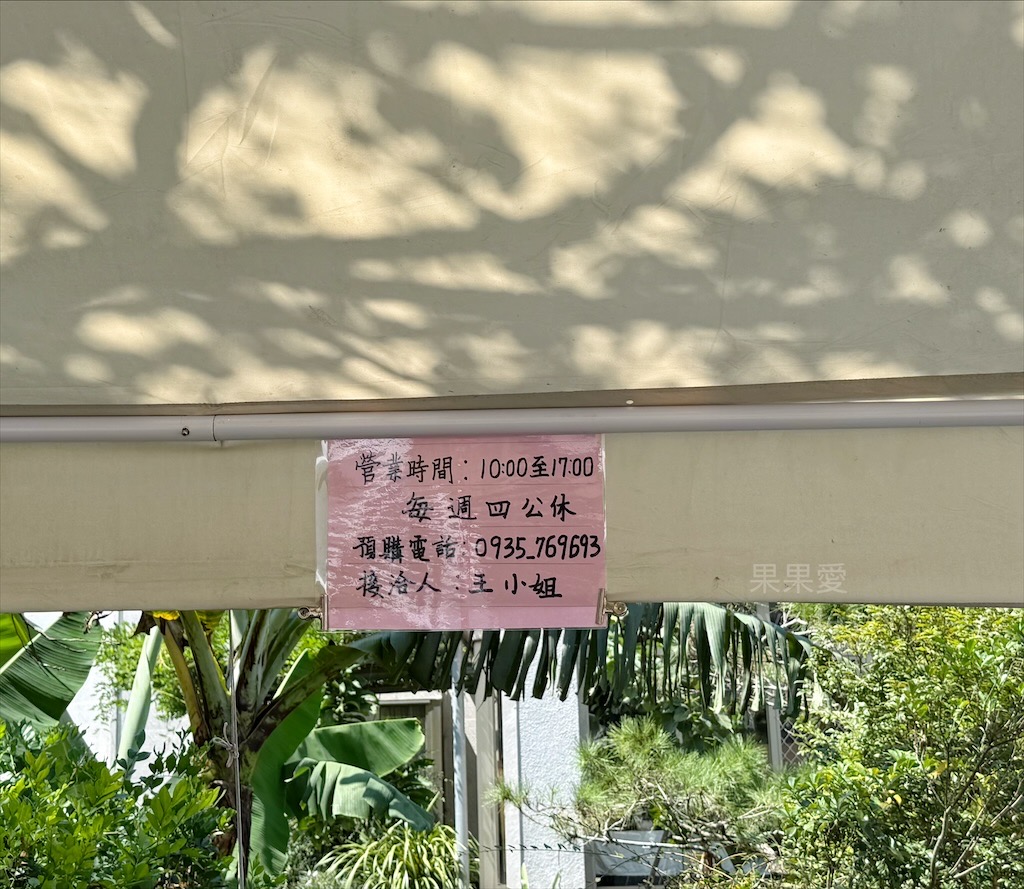 營業時間：10:00至17:00
每週四公休
預購電話：0935_769693
接洽人：王小姐
果果愛